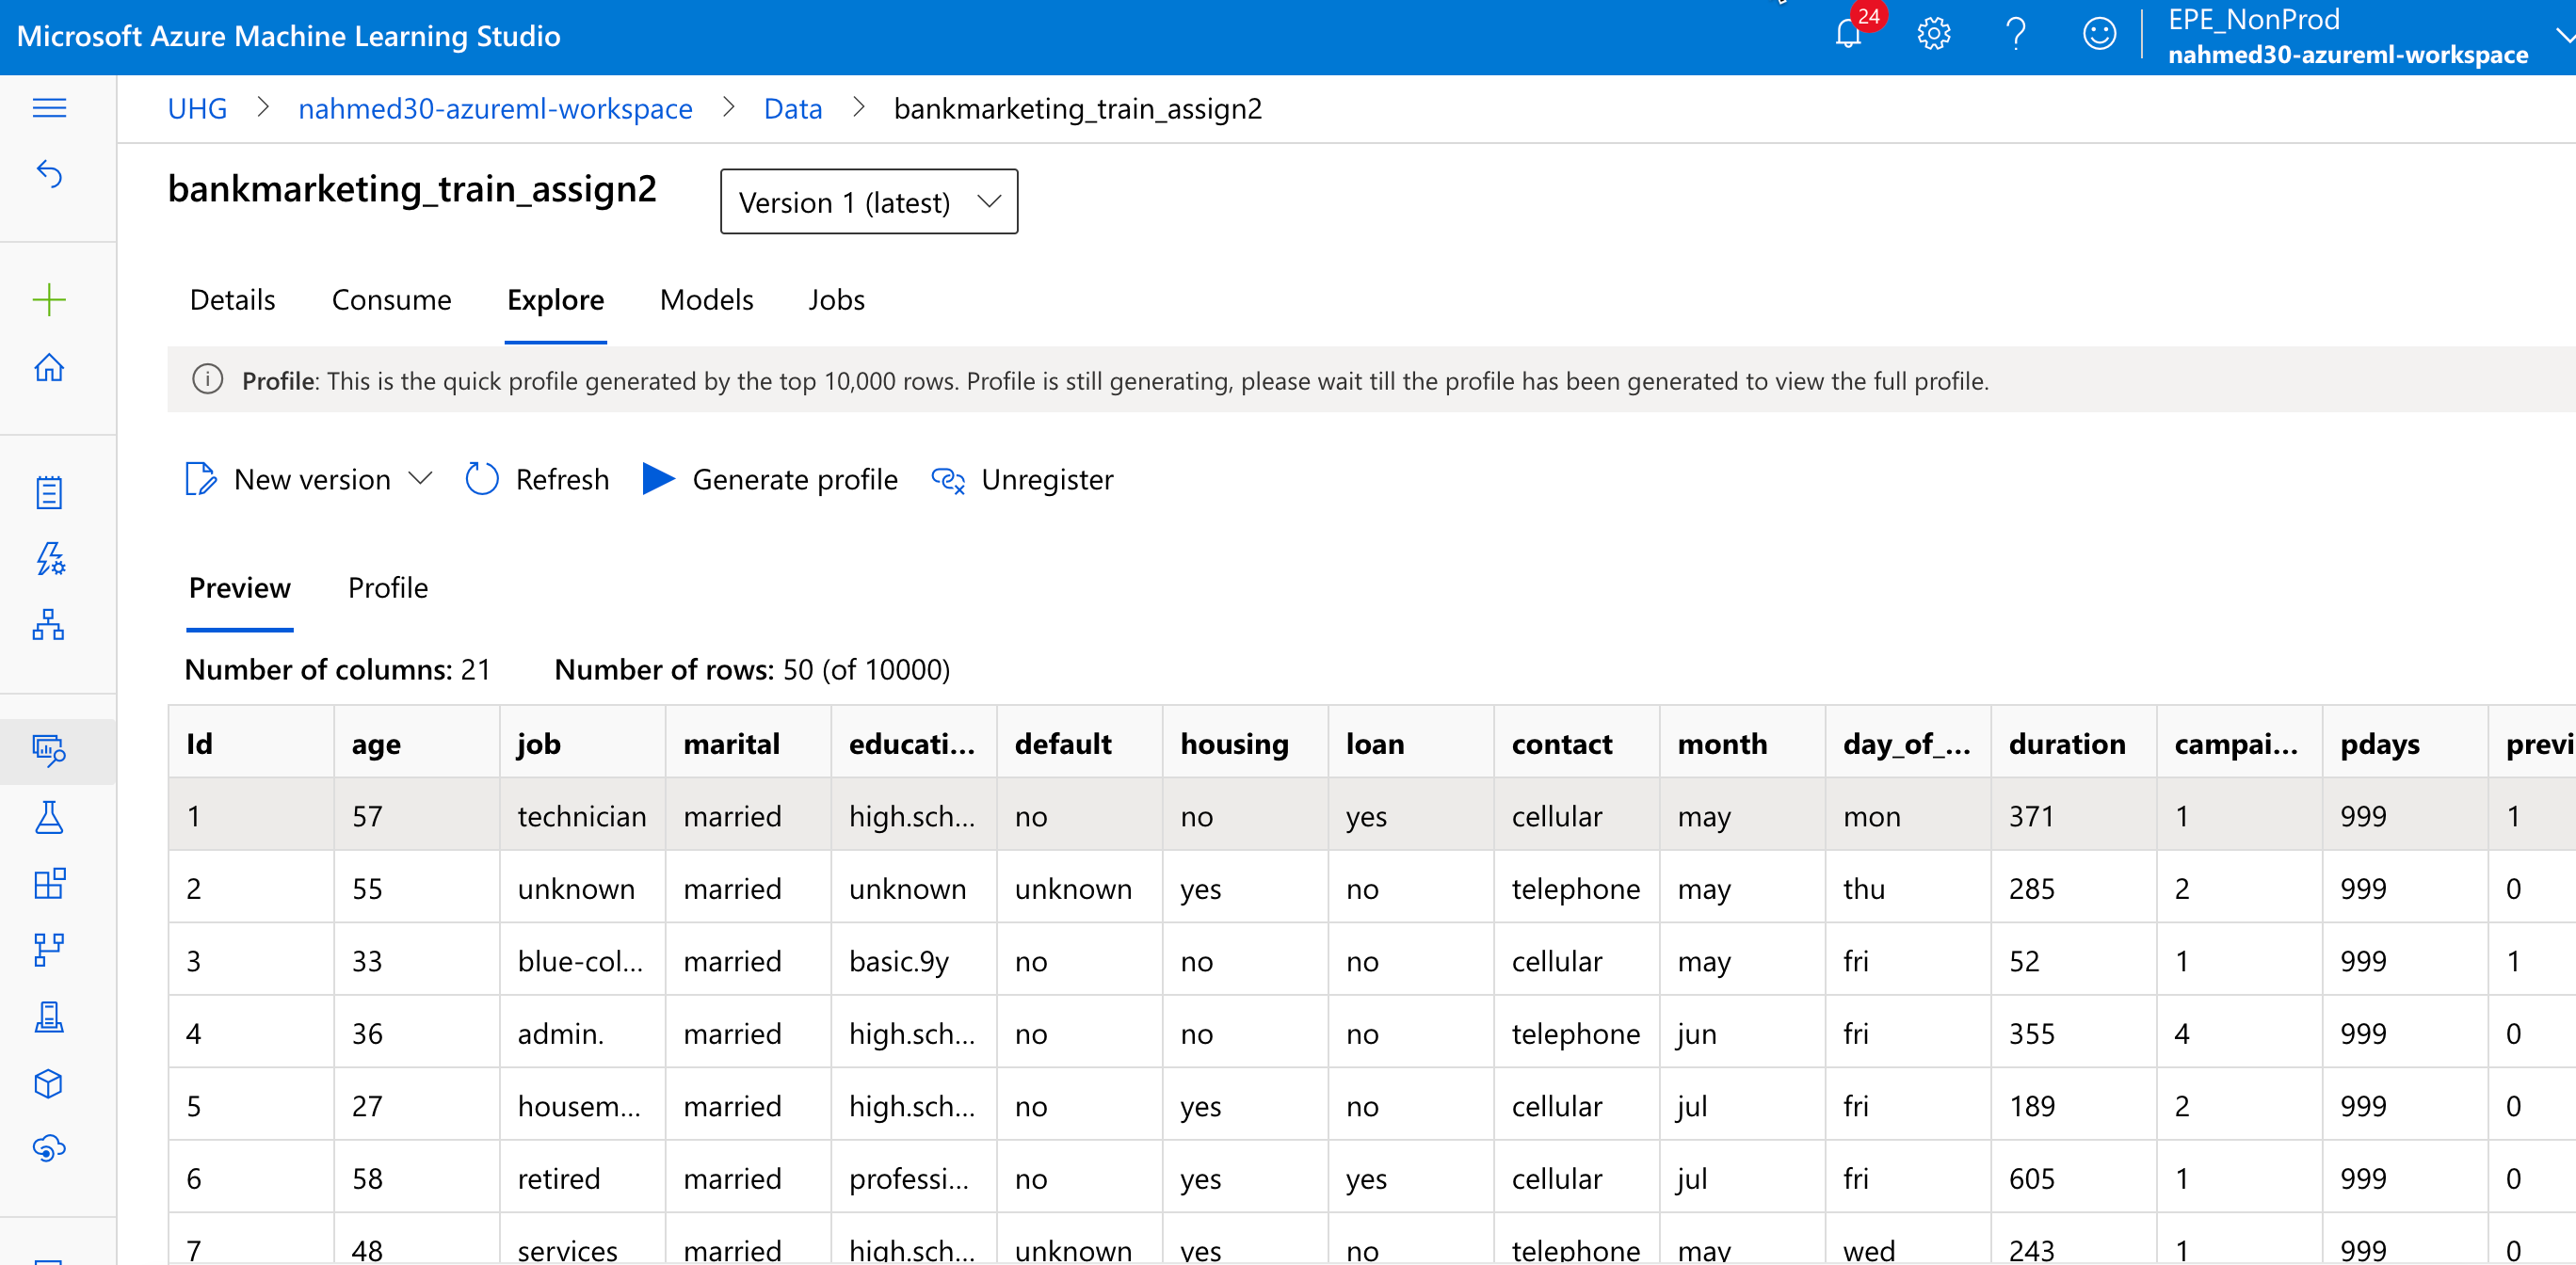 Microsoft Azure Machine Learning Studio 24 EPE_NonProd
nahmed30-azureml-workspace
UHG > nahmed30-azureml-workspace > Data > bankmarketing_train_assign2
bankmarketing_train_assign2 Version 1 (latest)
Details Consume Explore Models Jobs
Profile: This is the quick profile generated by the top 10,000 rows. Profile is still generating, please wait till the profile has been generated to view the full profile.
New version Refresh Generate profile Unregister
Preview Profile
Number of columns: 21 Number of rows: 50 (of 10000)
Id age job marital educati... default housing loan contact month day_of_... duration campai... pdays previ
1 57 technician married high.sch... no no yes cellular may mon 371 1 999 1
2 55 unknown married unknown unknown yes no telephone may thu 285 2 999 0
3 33 blue-col... married basic.9y no no no cellular may fri 52 1 999 1
4 36 admin. married high.sch... no no no telephone jun fri 355 4 999 0
5 27 housem... married high.sch... no yes no cellular jul fri 189 2 999 0
6 58 retired married professi... no yes yes cellular jul fri 605 1 999 0
7 48 services married high.sch... unknown yes no telephone may wed 243 1 999 0